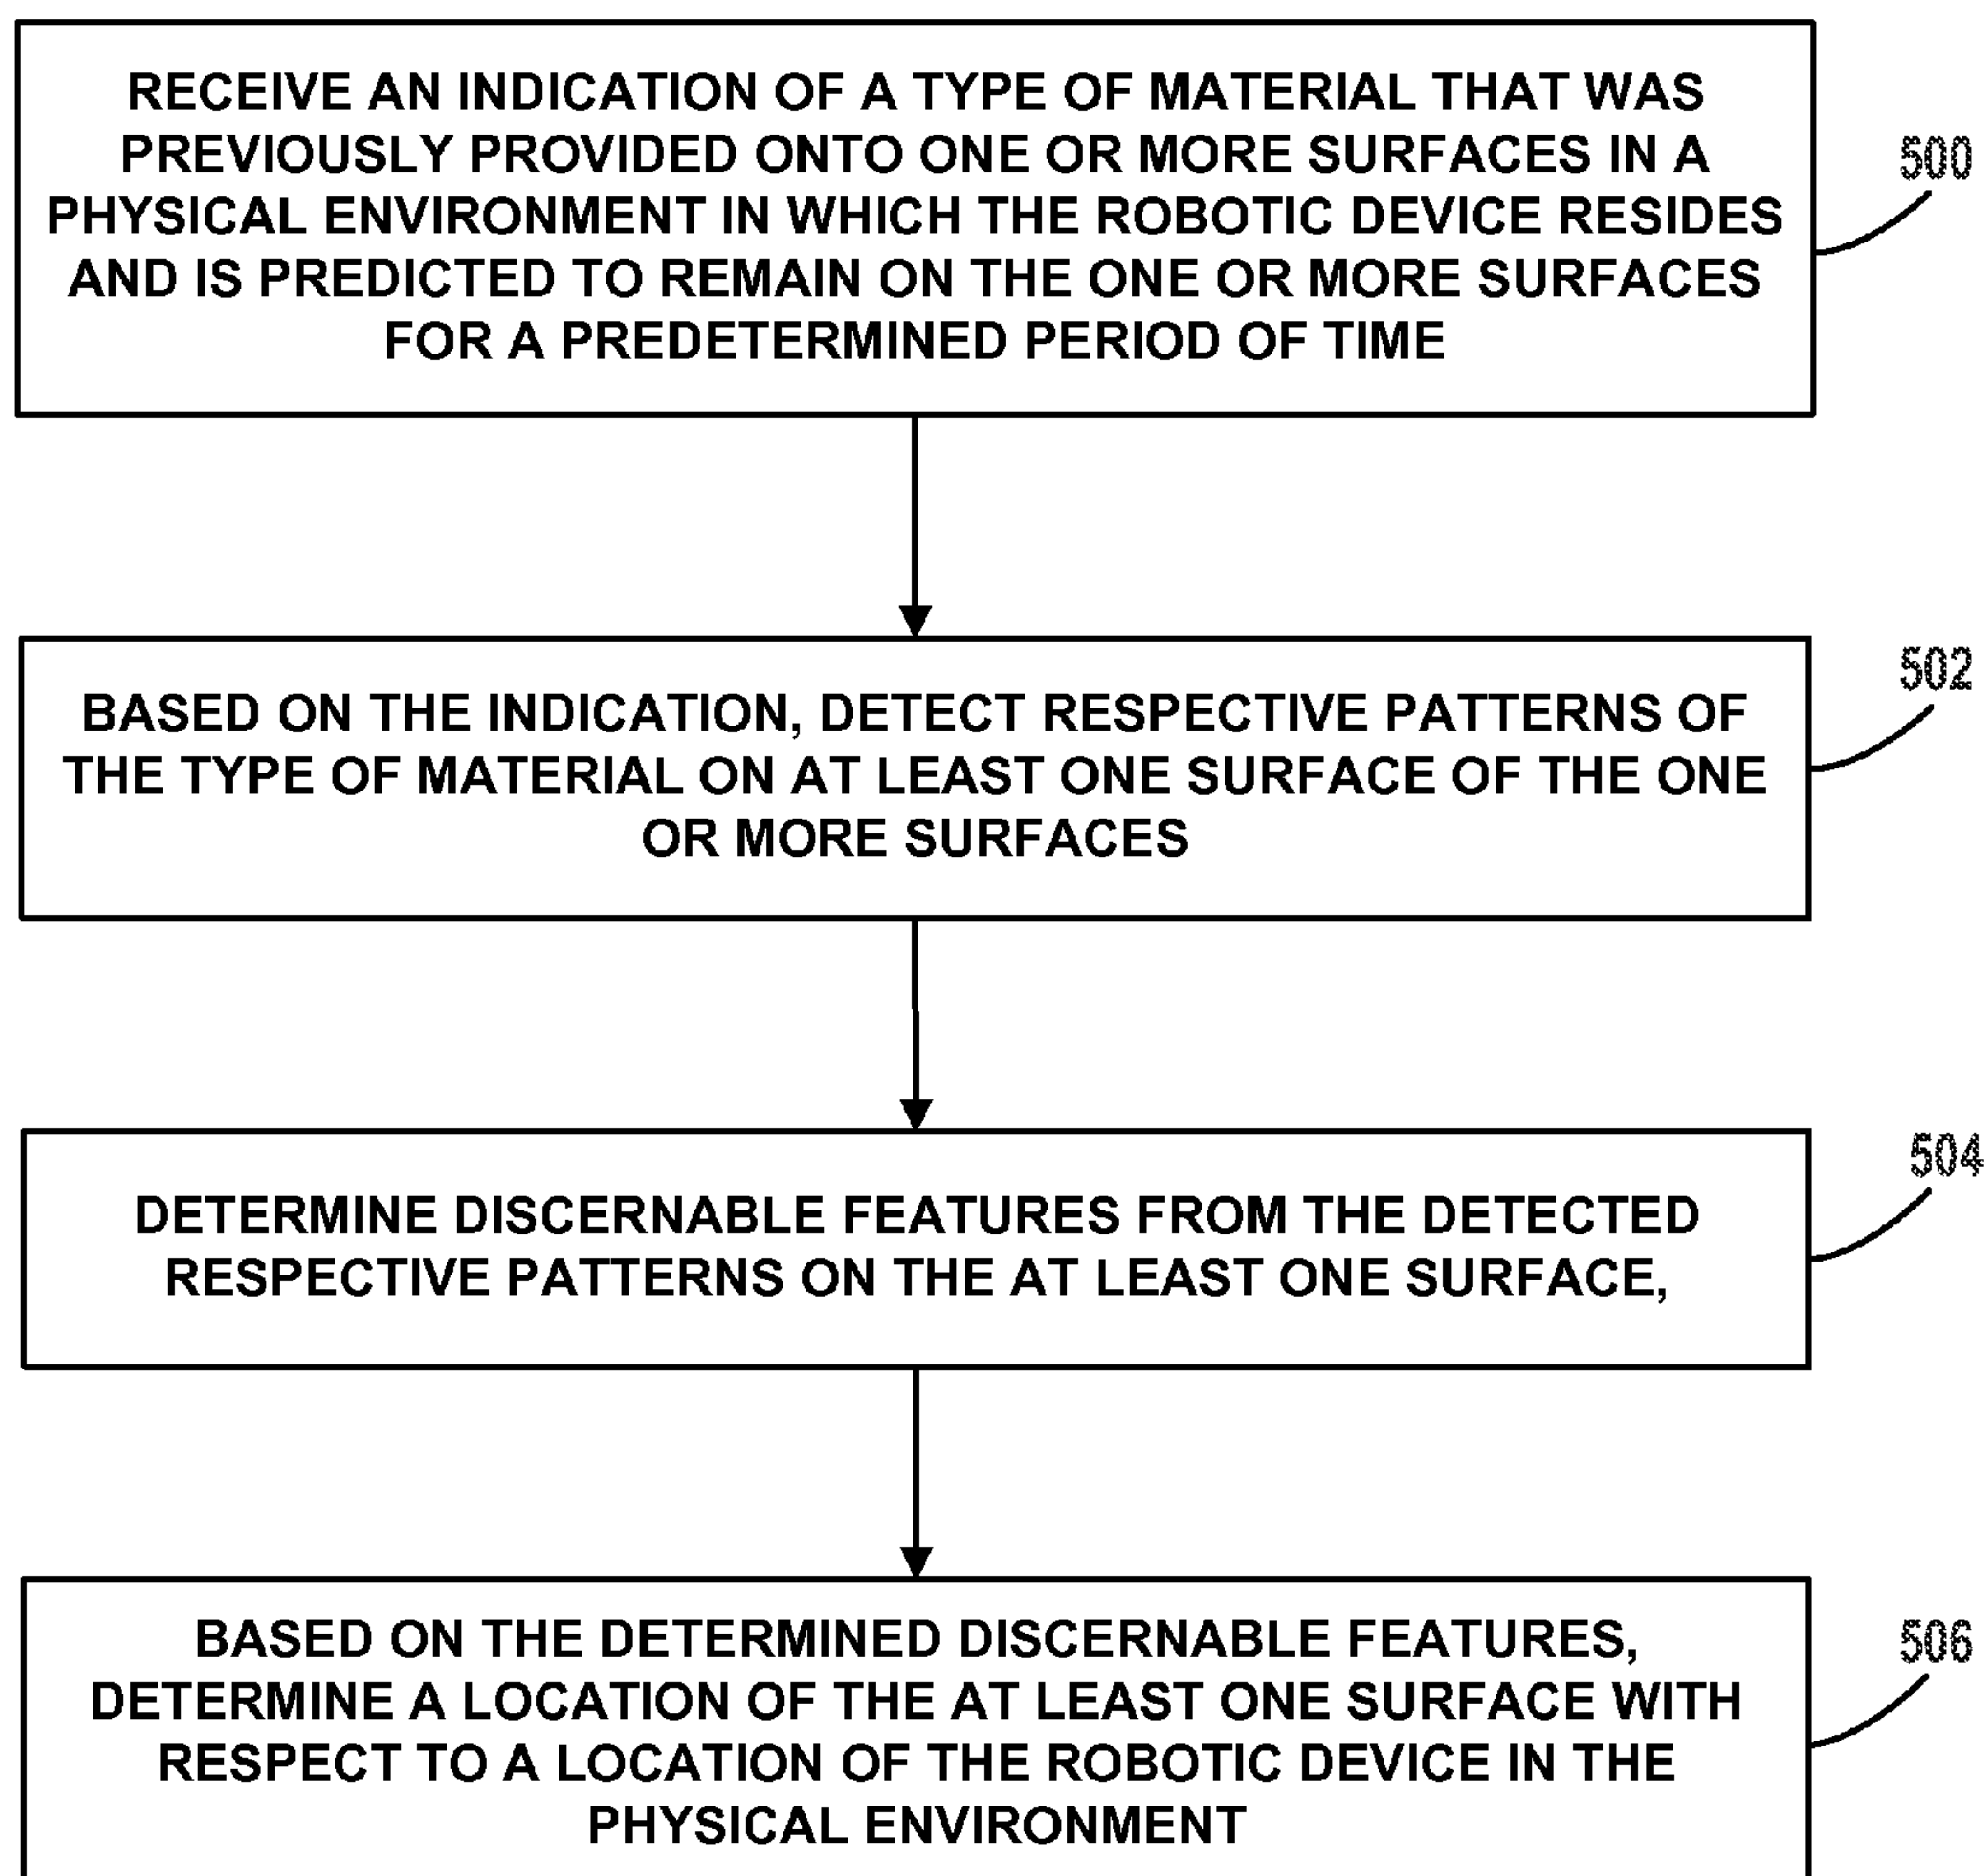 RECEIVE AN INDICATION OF A TYPE OF MATERIAL THAT WAS
PREVIOUSLY PROVIDED ONTO ONE OR MORE SURFACES IN A
PHYSICAL ENVIRONMENT IN WHICH THE ROBOTIC DEVICE RESIDES
AND IS PREDICTED TO REMAIN ON THE ONE OR MORE SURFACES
FOR A PREDETERMINED PERIOD OF TIME
500
BASED ON THE INDICATION, DETECT RESPECTIVE PATTERNS OF
THE TYPE OF MATERIAL ON AT LEAST ONE SURFACE OF THE ONE
OR MORE SURFACES
502
DETERMINE DISCERNABLE FEATURES FROM THE DETECTED
RESPECTIVE PATTERNS ON THE AT LEAST ONE SURFACE,
504
BASED ON THE DETERMINED DISCERNABLE FEATURES,
DETERMINE A LOCATION OF THE AT LEAST ONE SURFACE WITH
RESPECT TO A LOCATION OF THE ROBOTIC DEVICE IN THE
PHYSICAL ENVIRONMENT
506